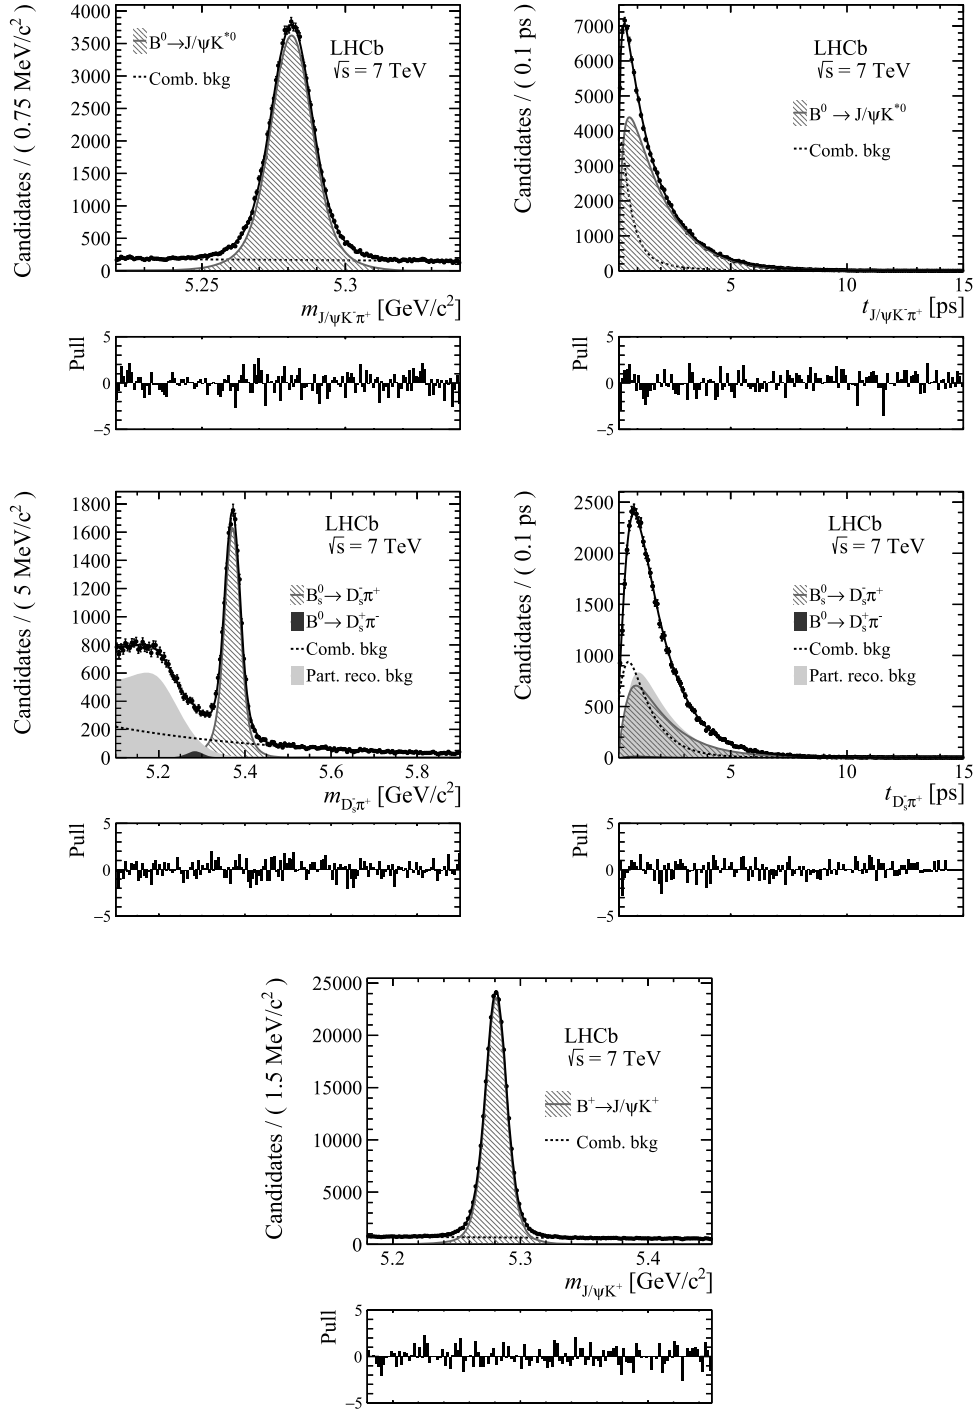 Candidates / ( 0.75 MeV/c²)
4000
3500
3000
2500
2000
1500
1000
500
0
B⁰→J/ψK*⁰
Comb. bkg
LHCb
√s = 7 TeV
5.25
5.3
m_J/ψK⁻π⁺ [GeV/c²]
Pull
5
0
−5
Candidates / ( 0.1 ps)
7000
6000
5000
4000
3000
2000
1000
0
LHCb
√s = 7 TeV
B⁰ → J/ψK*⁰
Comb. bkg
5
10
15
t_J/ψK⁻π⁺ [ps]
Pull
5
0
−5
Candidates / ( 5 MeV/c²)
1800
1600
1400
1200
1000
800
600
400
200
0
LHCb
√s = 7 TeV
B⁰ₛ→ D⁻ₛπ⁺
B⁰→ D⁺ₛπ⁻
Comb. bkg
Part. reco. bkg
5.2
5.4
5.6
5.8
m_D⁻ₛπ⁺ [GeV/c²]
Pull
5
0
−5
Candidates / ( 0.1 ps )
2500
2000
1500
1000
500
0
LHCb
√s = 7 TeV
B⁰ₛ→ D⁻ₛπ⁺
B⁰→ D⁺ₛπ⁻
Comb. bkg
Part. reco. bkg
5
10
15
t_D⁻ₛπ⁺ [ps]
Pull
5
0
−5
Candidates / ( 1.5 MeV/c²)
25000
20000
15000
10000
5000
0
LHCb
√s = 7 TeV
B⁺→J/ψK⁺
Comb. bkg
5.2
5.3
5.4
m_J/ψK⁺ [GeV/c²]
Pull
5
0
−5